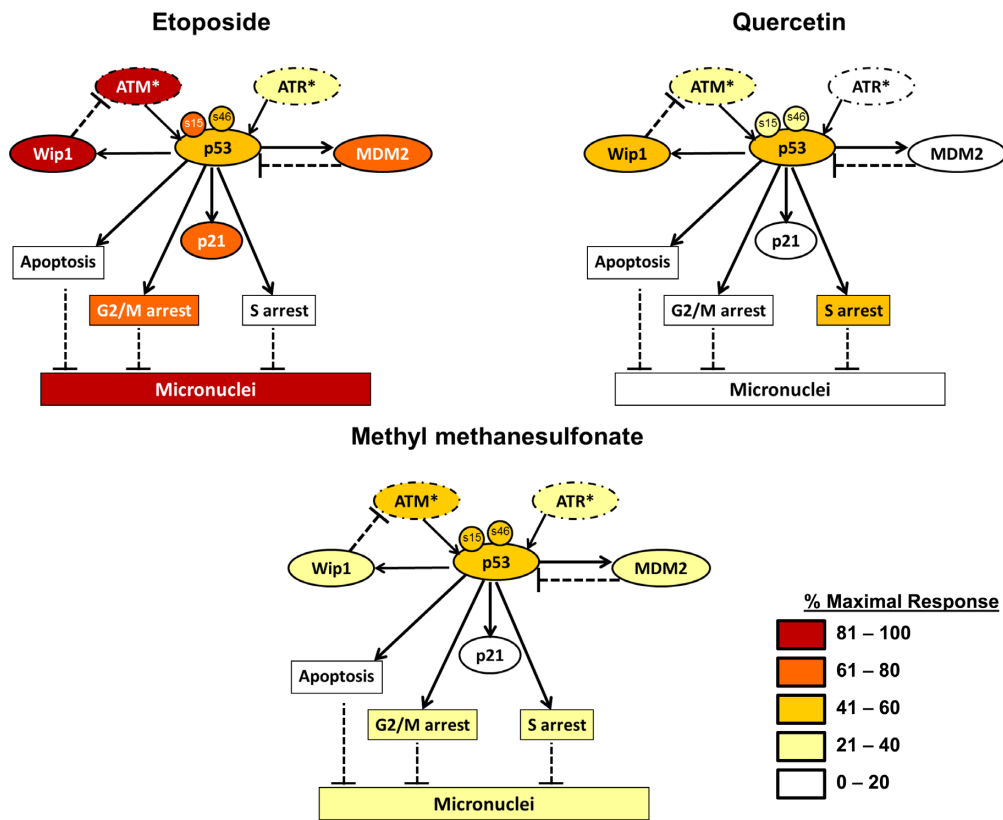 Etoposide
ATM*
ATR*
s15
s46
Wip1
p53
MDM2
p21
Apoptosis
G2/M arrest
S arrest
Micronuclei
Quercetin
ATM*
ATR*
s15
s46
Wip1
p53
MDM2
p21
Apoptosis
G2/M arrest
S arrest
Micronuclei
Methyl methanesulfonate
ATM*
ATR*
s15
s46
Wip1
p53
MDM2
p21
Apoptosis
G2/M arrest
S arrest
Micronuclei
% Maximal Response
81 – 100
61 – 80
41 – 60
21 – 40
0 – 20